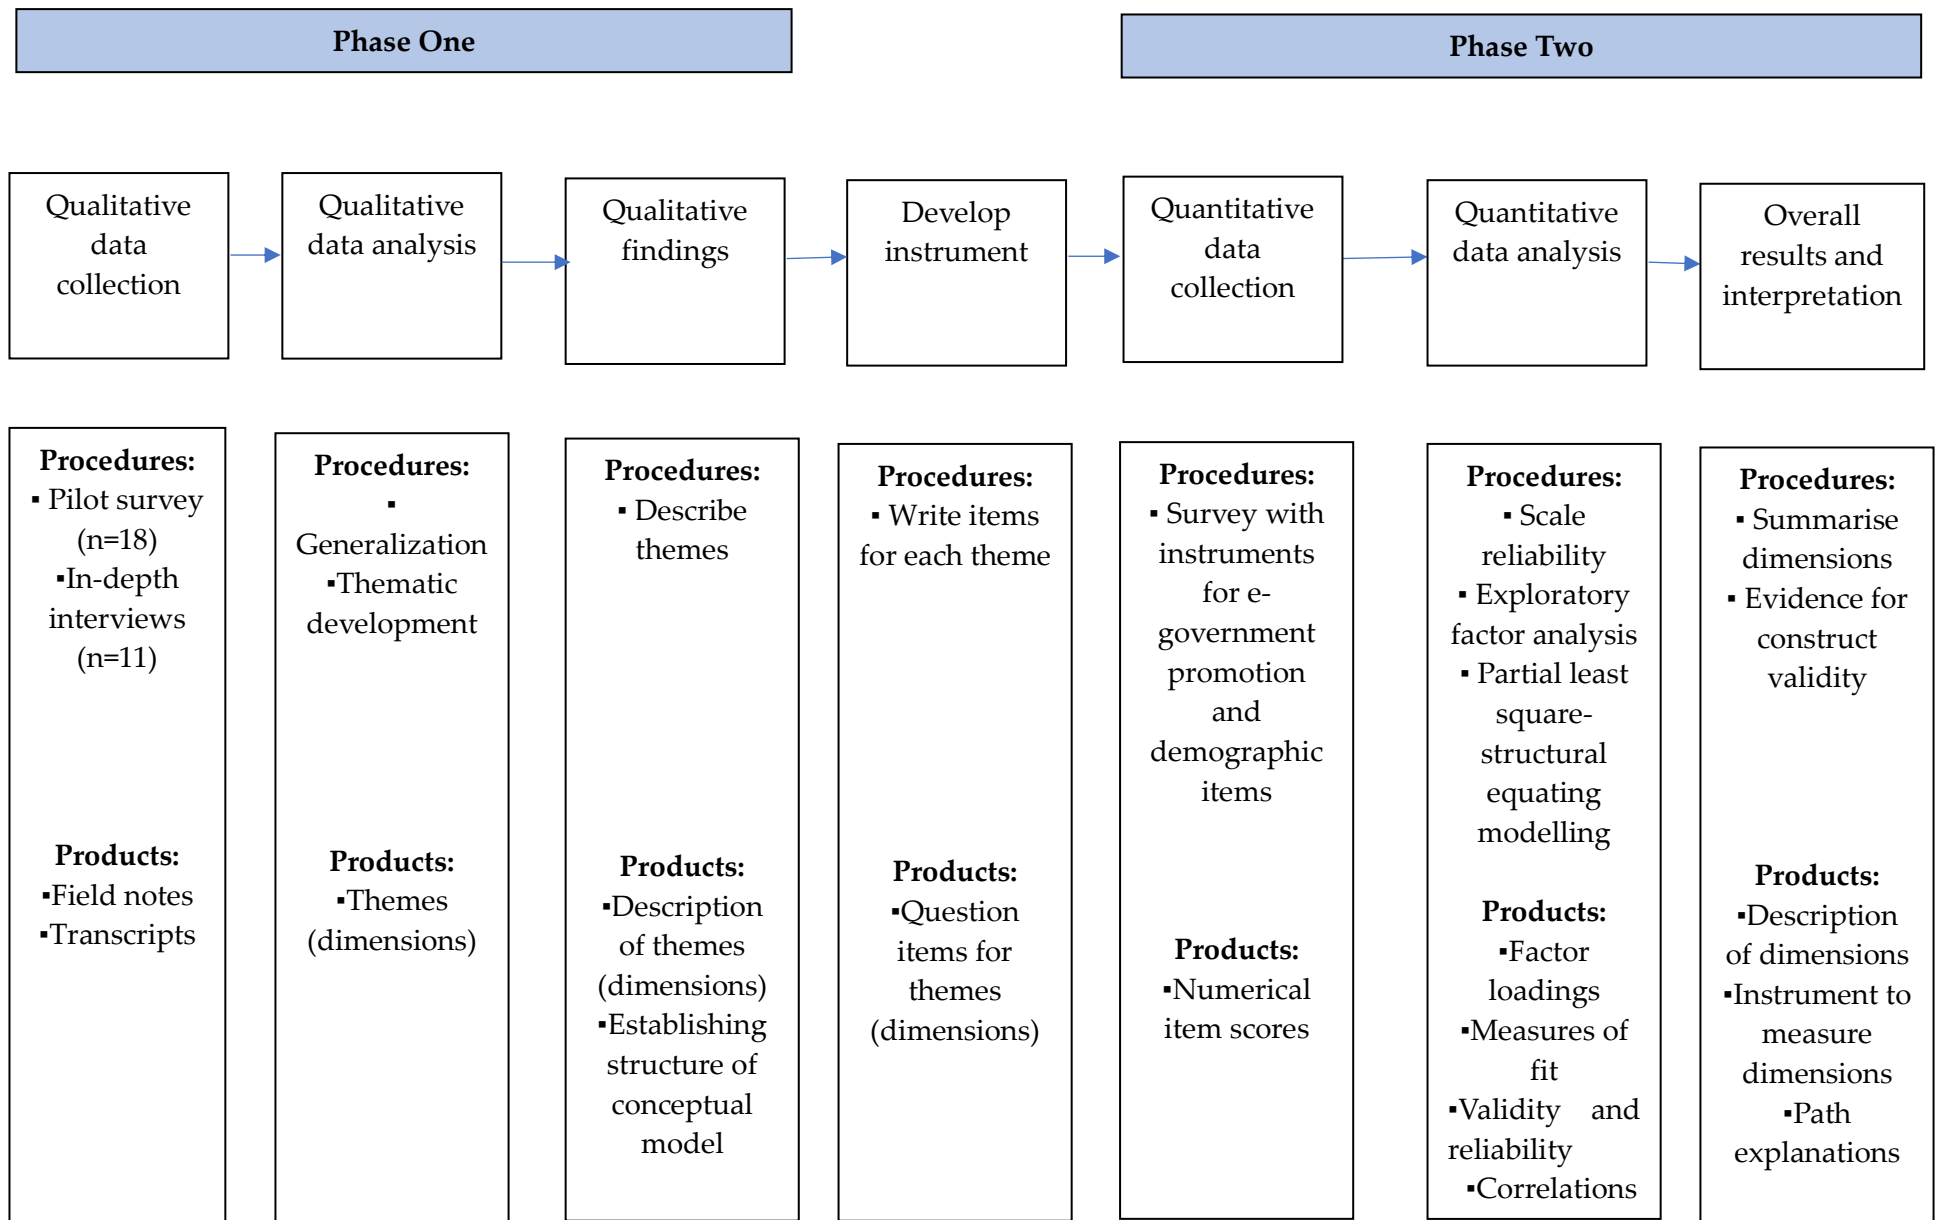 Phase One
Phase Two
Qualitative
data
collection
Qualitative
data analysis
Qualitative
findings
Develop
instrument
Quantitative
data
collection
Quantitative
data analysis
Overall
results and
interpretation
Procedures:
▪ Pilot survey
(n=18)
▪In-depth
interviews
(n=11)
Products:
▪Field notes
▪Transcripts
Procedures:
▪
Generalization
▪Thematic
development
Products:
▪Themes
(dimensions)
Procedures:
▪ Describe
themes
Products:
▪Description
of themes
(dimensions)
▪Establishing
structure of
conceptual
model
Procedures:
▪ Write items
for each theme
Products:
▪Question
items for
themes
(dimensions)
Procedures:
▪ Survey with
instruments
for e-
government
promotion
and
demographic
items
Products:
▪Numerical
item scores
Procedures:
▪ Scale
reliability
▪ Exploratory
factor analysis
▪ Partial least
square-
structural
equating
modelling
Products:
▪Factor
loadings
▪Measures of
fit
▪Validity and
reliability
▪Correlations
Procedures:
▪ Summarise
dimensions
▪ Evidence for
construct
validity
Products:
▪Description
of dimensions
▪Instrument to
measure
dimensions
▪Path
explanations